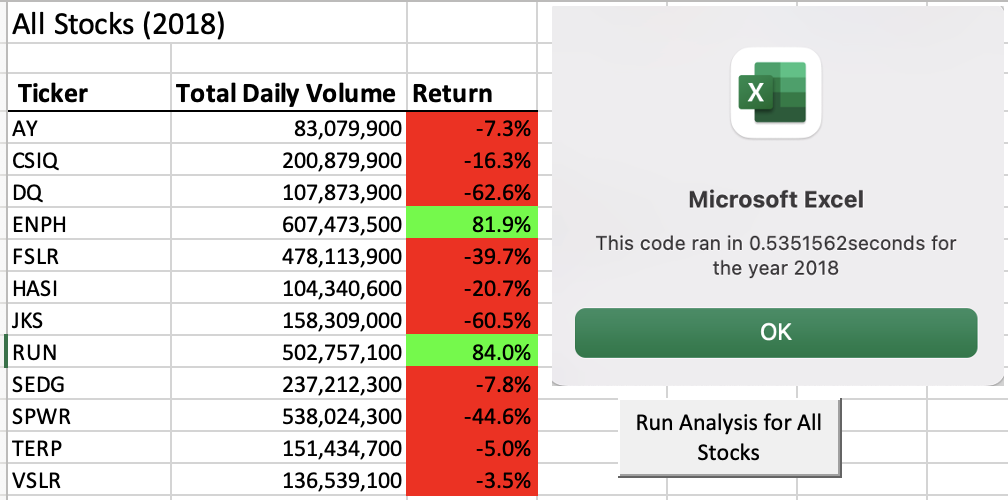 All Stocks (2018)
Ticker Total Daily Volume Return
AY 83,079,900 -7.3%
CSIQ 200,879,900 -16.3%
DQ 107,873,900 -62.6%
ENPH 607,473,500 81.9%
FSLR 478,113,900 -39.7%
HASI 104,340,600 -20.7%
JKS 158,309,000 -60.5%
RUN 502,757,100 84.0%
SEDG 237,212,300 -7.8%
SPWR 538,024,300 -44.6%
TERP 151,434,700 -5.0%
VSLR 136,539,100 -3.5%
X
Microsoft Excel
This code ran in 0.5351562seconds for
the year 2018
OK
Run Analysis for All
Stocks